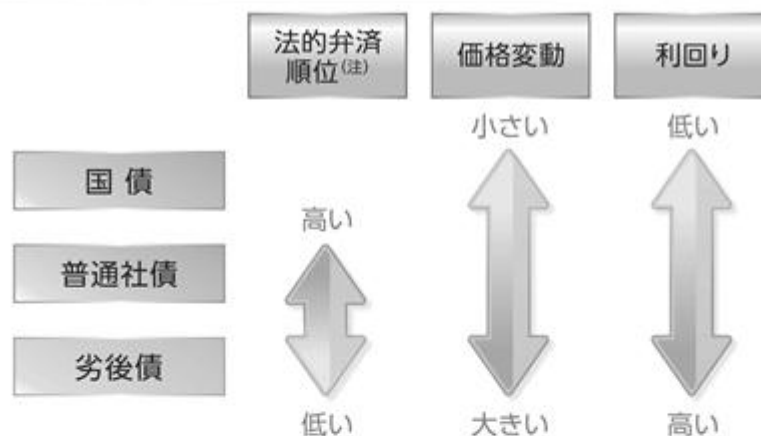 法的弁済
順位(注)
価格変動
利回り
小さい
低い
国債
高い
普通社債
劣後債
低い
大きい
高い